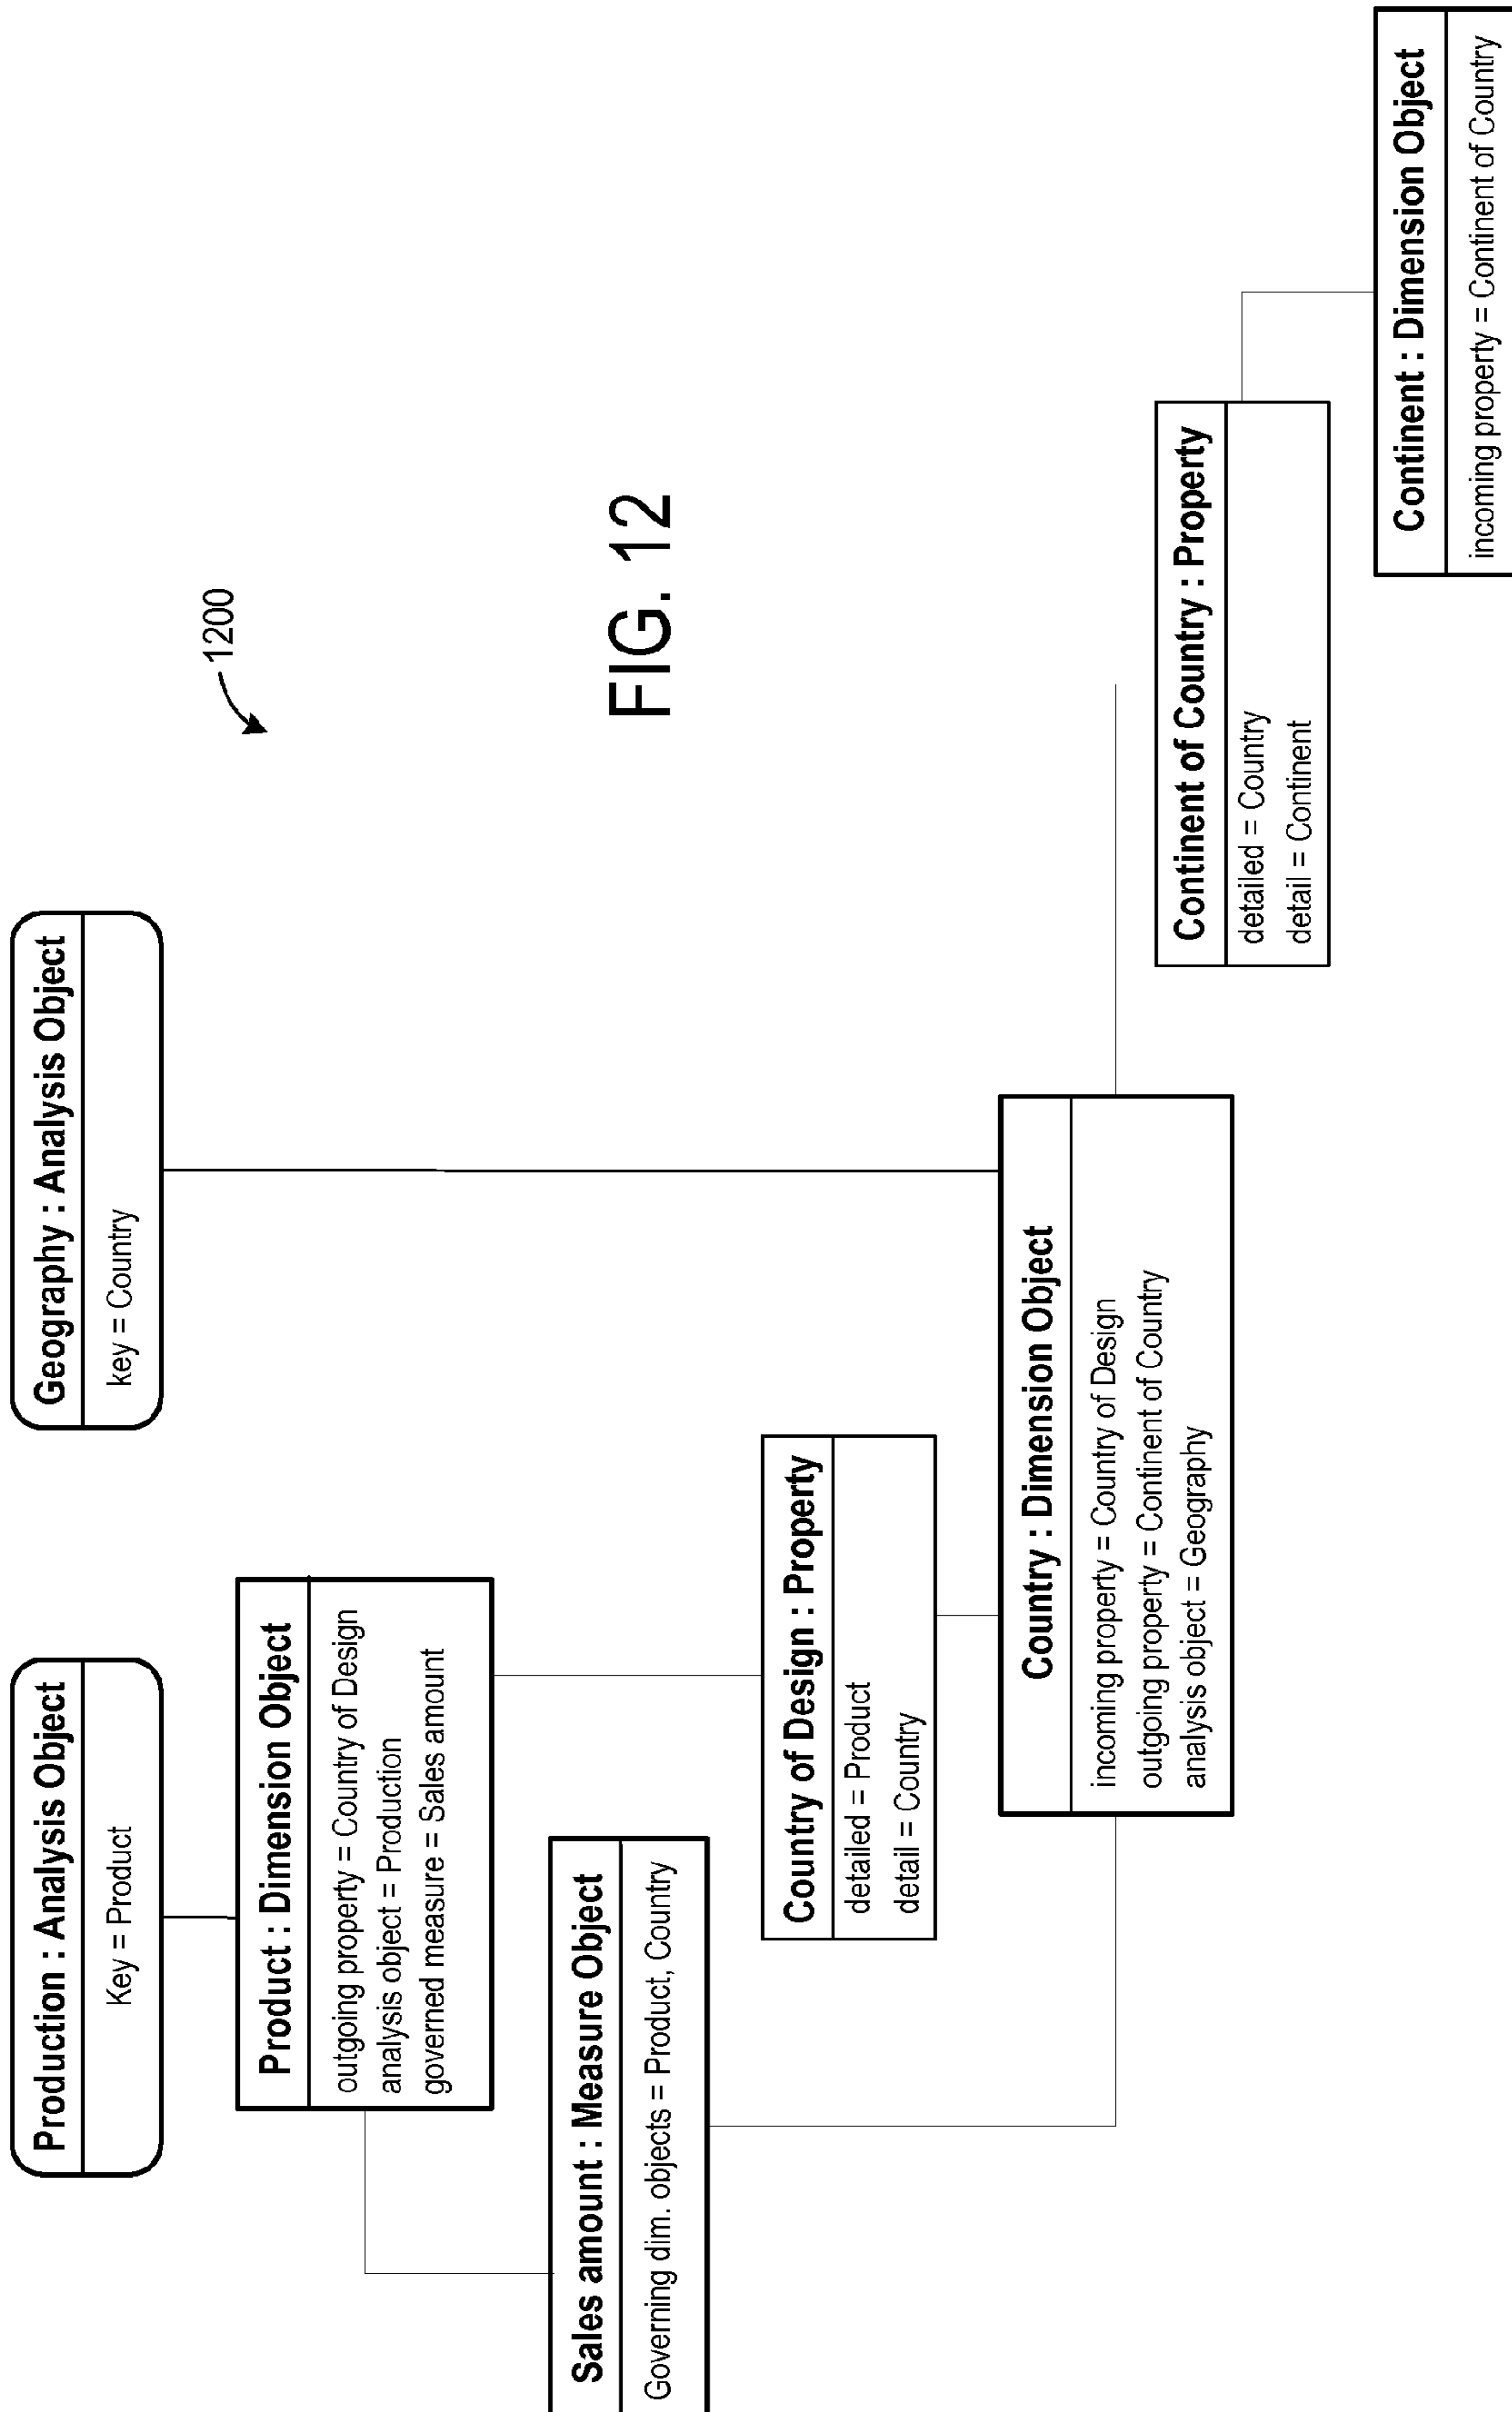 Production : Analysis Object
Key = Product
Geography : Analysis Object
key = Country
1200
Product : Dimension Object
outgoing property = Country of Design
analysis object = Production
governed measure = Sales amount
Sales amount : Measure Object
Governing dim. objects = Product, Country
FIG. 12
Country of Design : Property
detailed = Product
detail = Country
Country : Dimension Object
incoming property = Country of Design
outgoing property = Continent of Country
analysis object = Geography
Continent of Country : Property
detailed = Country
detail = Continent
Continent : Dimension Object
incoming property = Continent of Country